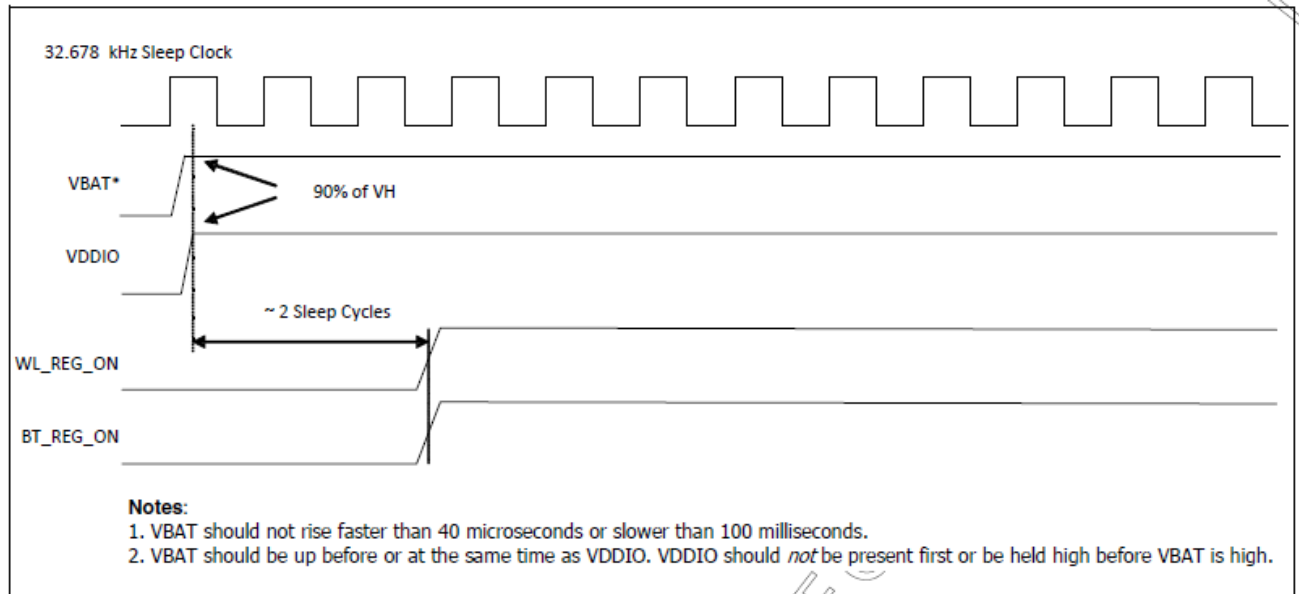 32.678 kHz Sleep Clock
VBAT*
90% of VH
VDDIO
~ 2 Sleep Cycles
WL_REG_ON
BT_REG_ON
Notes:
1. VBAT should not rise faster than 40 microseconds or slower than 100 milliseconds.
2. VBAT should be up before or at the same time as VDDIO. VDDIO should not be present first or be held high before VBAT is high.